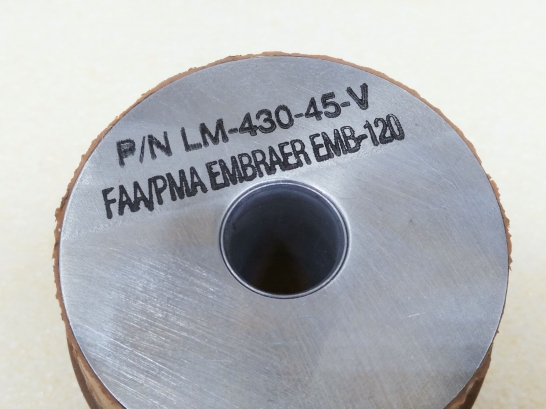 P/N LM-430-45-V
FAA/PMA EMBRAER EMB-120